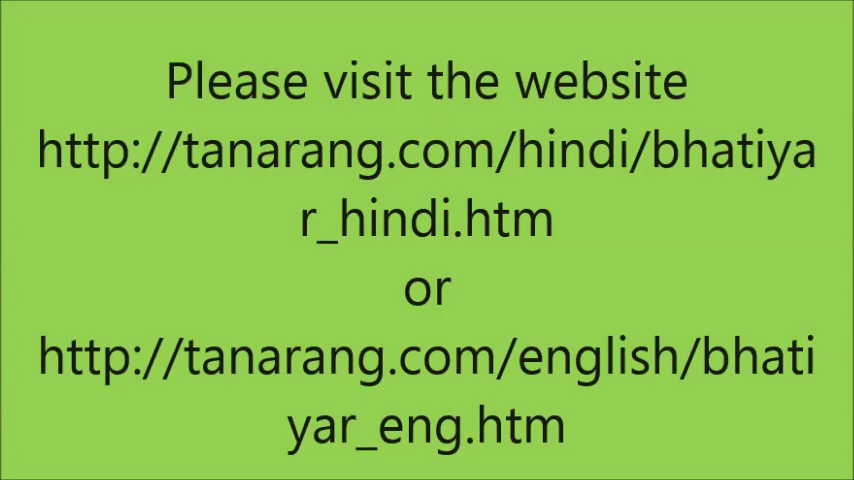 Please visit the website
http://tanarang.com/hindi/bhatiya
r_hindi.htm
or
http://tanarang.com/english/bhati
yar_eng.htm